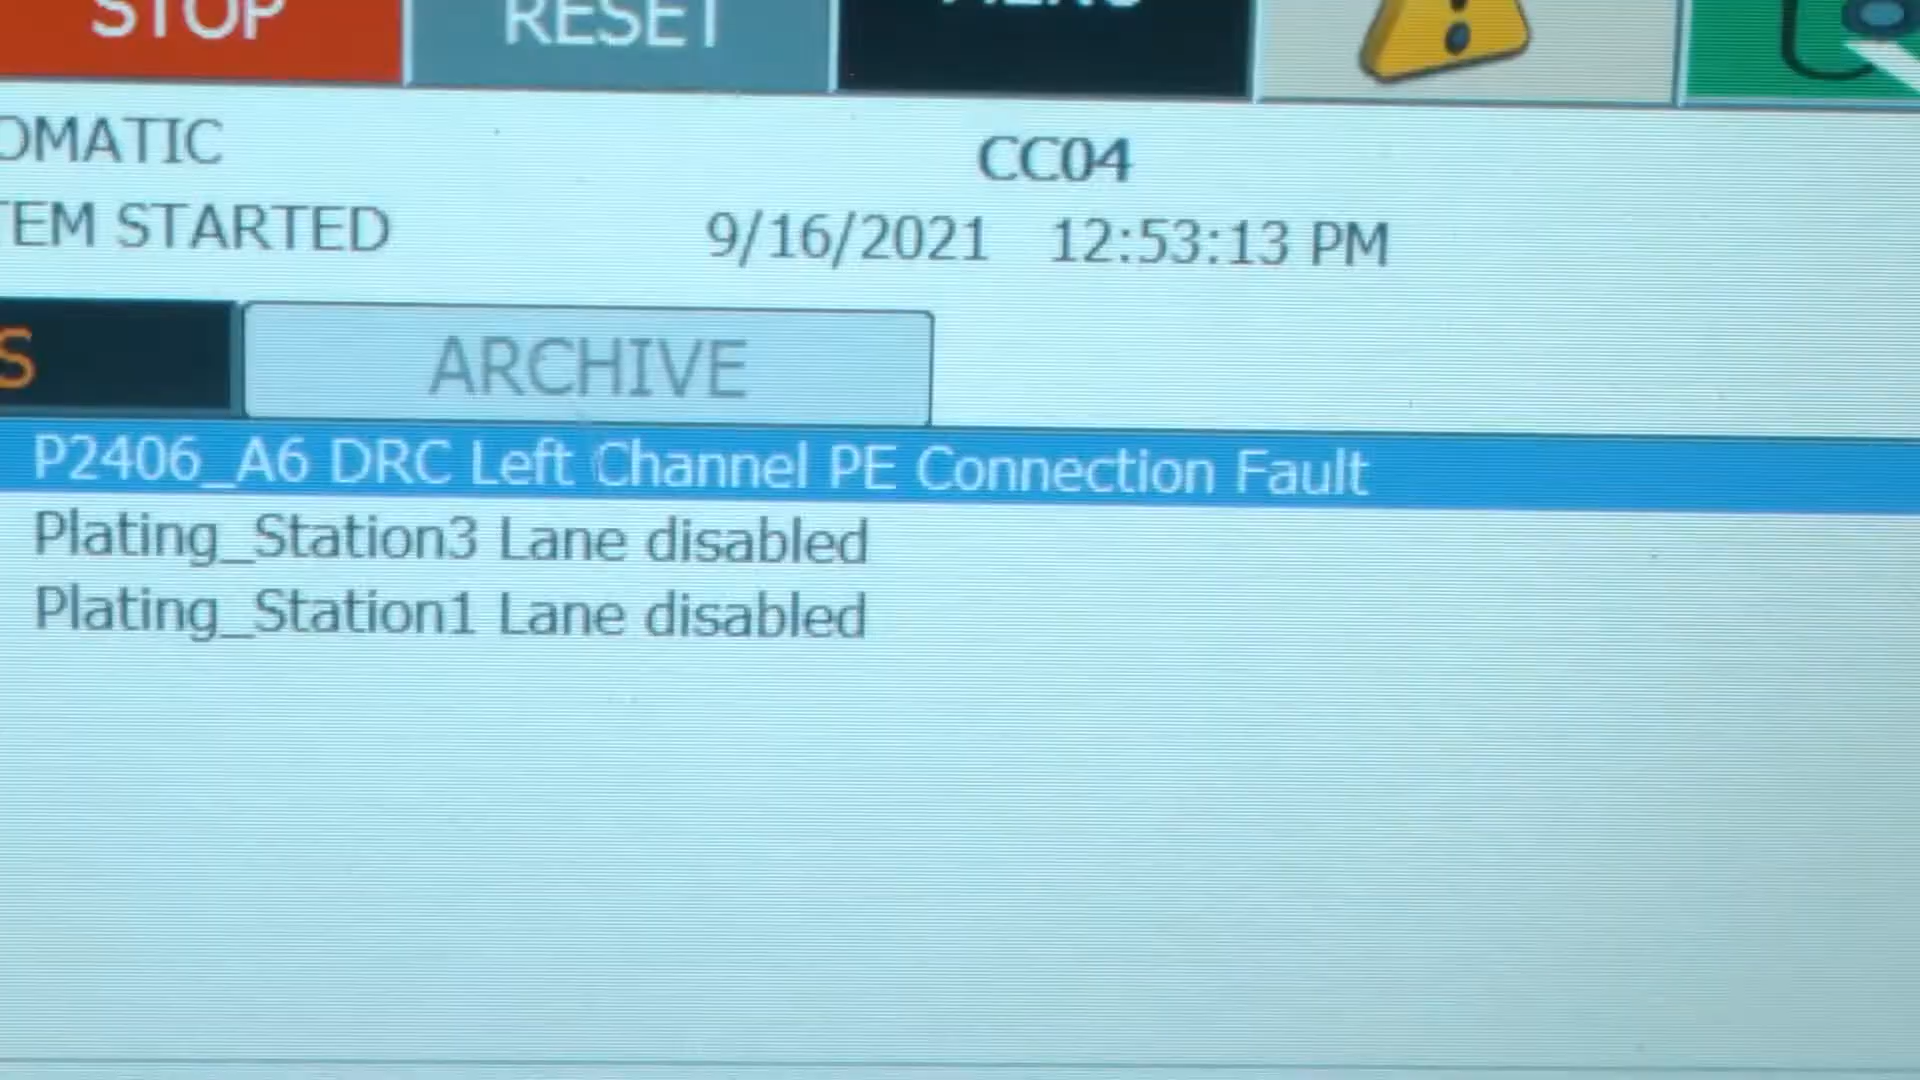 STOP RESET MENU
OMATIC CC04
TEM STARTED 9/16/2021 12:53:13 PM
S ARCHIVE
P2406_A6 DRC Left Channel PE Connection Fault
Plating_Station3 Lane disabled
Plating_Station1 Lane disabled